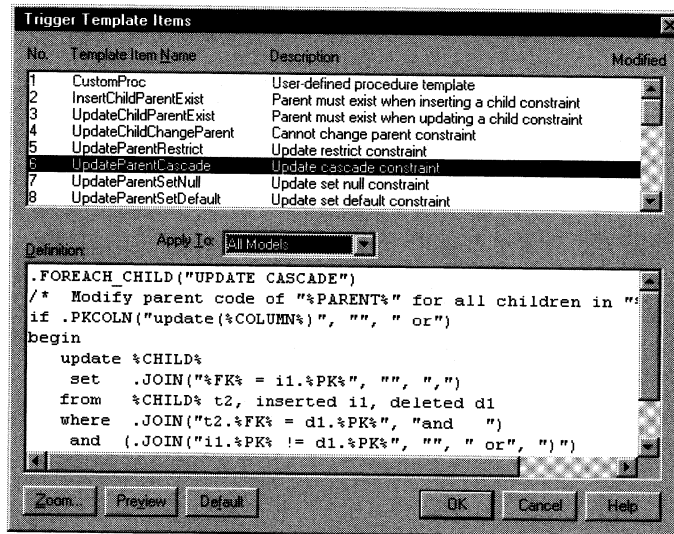 Trigger Template Items
No. Template Item Name Description Modified
1 CustomProc User-defined procedure template
2 InsertChildParentExist Parent must exist when inserting a child constraint
3 UpdateChildParentExist Parent must exist when updating a child constraint
4 UpdateChildChangeParent Cannot change parent constraint
5 UpdateParentRestrict Update restrict constraint
6 UpdateParentCascade Update cascade constraint
7 UpdateParentSetNull Update set null constraint
8 UpdateParentSetDefault Update set default constraint
Definition: Apply To: All Models
.FOREACH_CHILD("UPDATE CASCADE")
/* Modify parent code of "%PARENT%" for all children in "%
if .PKCOLN("update(%COLUMN%)", "", " or")
begin
update %CHILD%
set .JOIN("%FK% = i1.%PK%", "", ",")
from %CHILD% t2, inserted i1, deleted d1
where .JOIN("t2.%FK% = d1.%PK%", "and ")
and (.JOIN("i1.%PK% != d1.%PK%", "", " or", ")")
Zoom... Preview Default OK Cancel Help